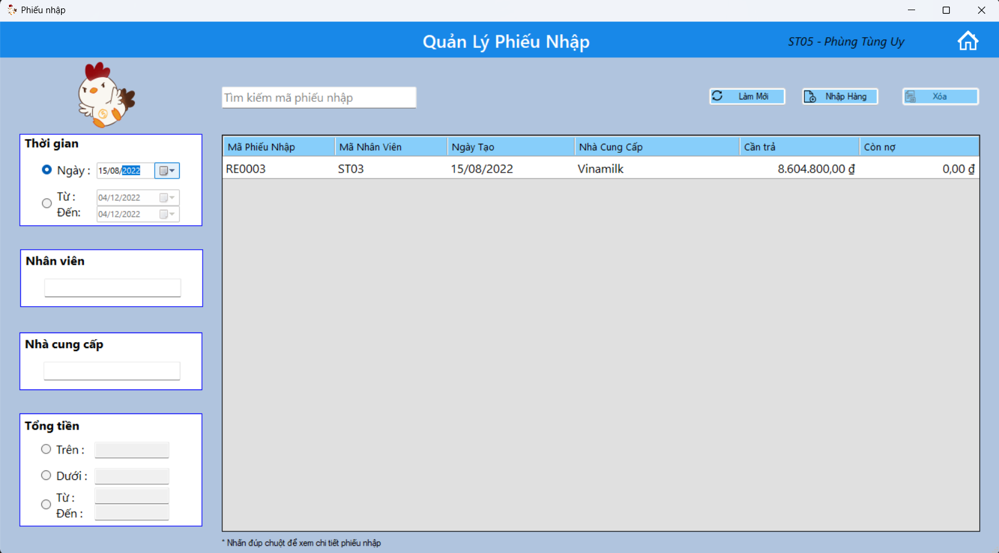 Phiếu nhập
Quản Lý Phiếu Nhập
ST05 - Phùng Tùng Uy
Tìm kiếm mã phiếu nhập
Làm Mới
Nhập Hàng
Xóa
Thời gian
Ngày : 15/08/2022
Từ : 04/12/2022
Đến: 04/12/2022
Nhân viên
Nhà cung cấp
Tổng tiền
Trên :
Dưới :
Từ :
Đến :
Mã Phiếu Nhập Mã Nhân Viên Ngày Tạo Nhà Cung Cấp Cần trả Còn nợ
RE0003 ST03 15/08/2022 Vinamilk 8.604.800,00 ₫ 0,00 ₫
* Nhấn đúp chuột để xem chi tiết phiếu nhập